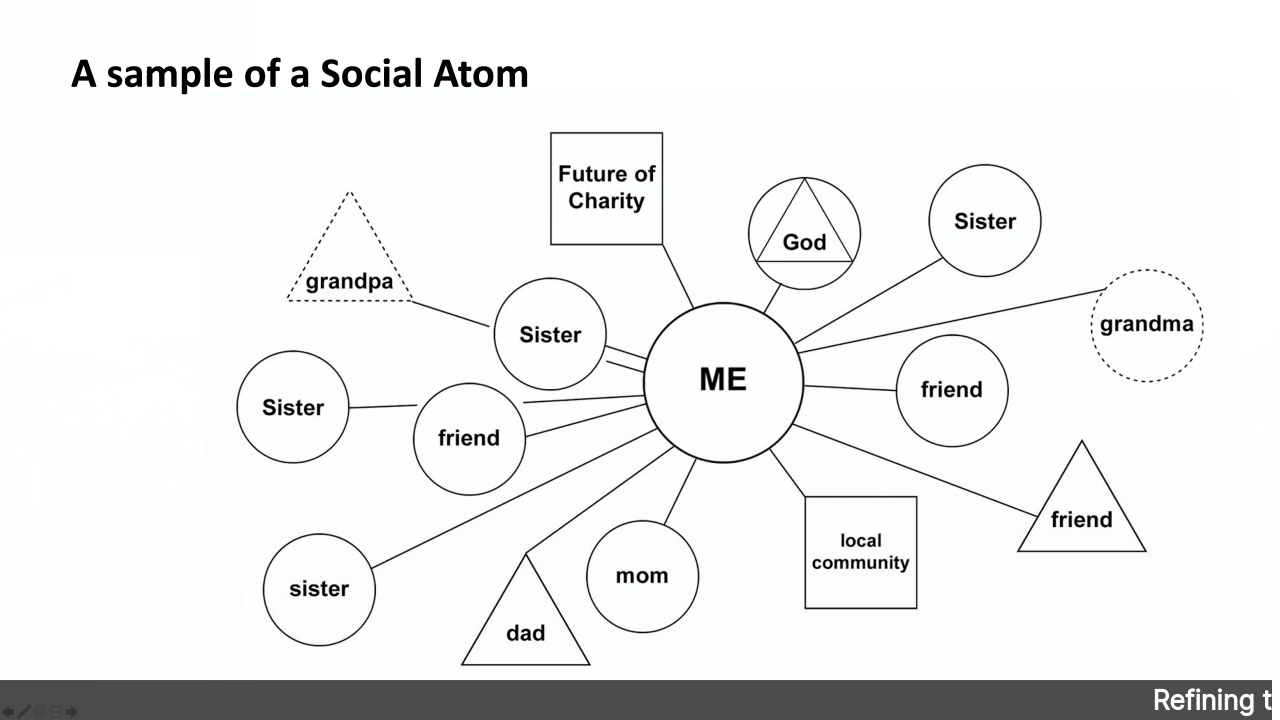 A sample of a Social Atom
Future of
Charity
God
Sister
grandpa
grandma
Sister
ME
friend
Sister
friend
friend
local
community
sister
mom
dad
Refining t